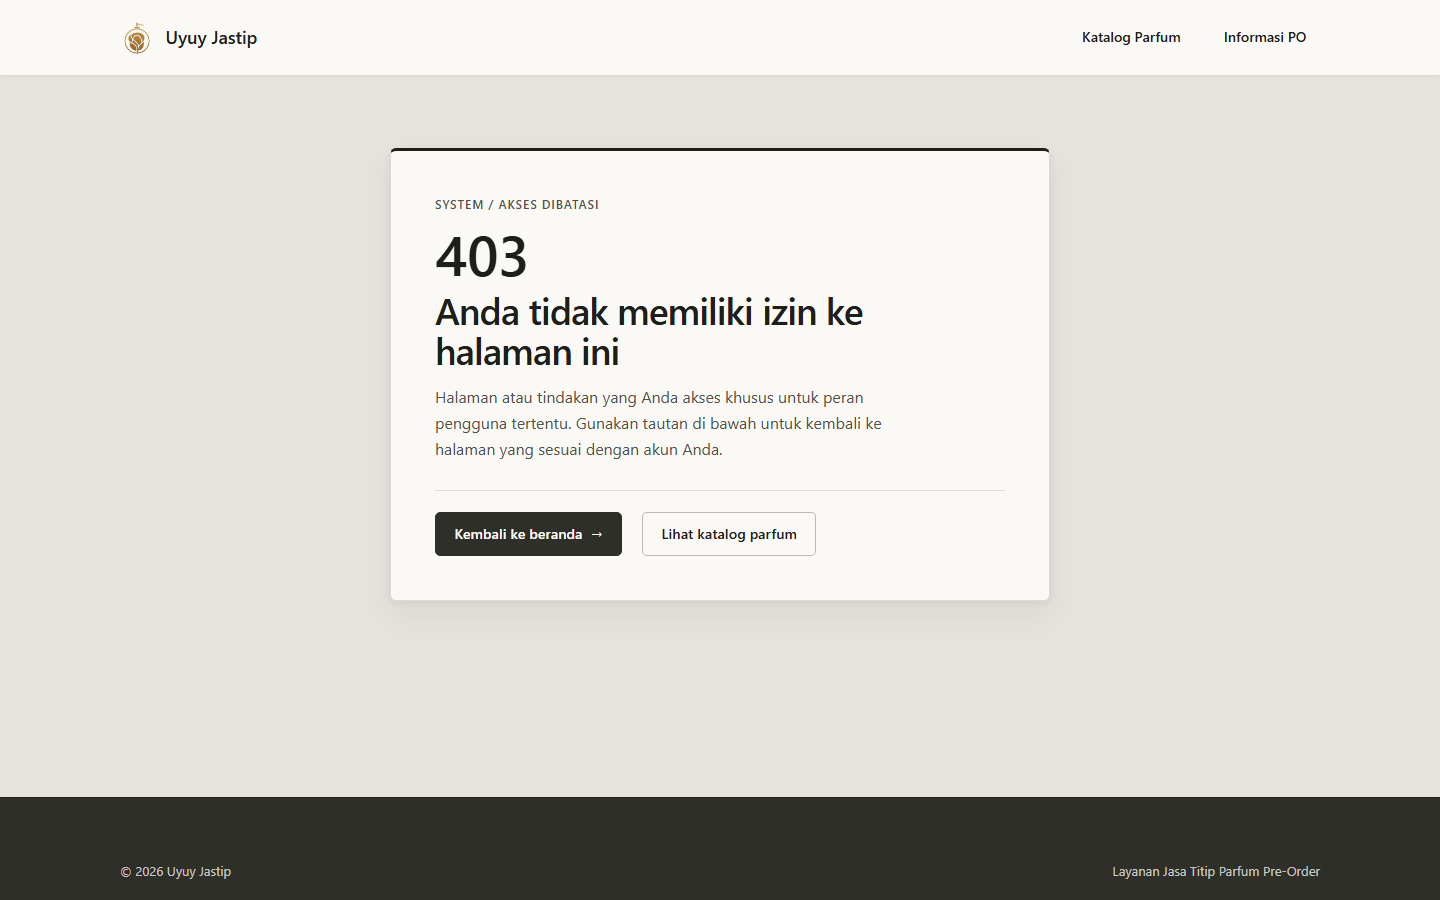 Uyuy Jastip
Katalog Parfum
Informasi PO
SYSTEM / AKSES DIBATASI
403
Anda tidak memiliki izin ke
halaman ini
Halaman atau tindakan yang Anda akses khusus untuk peran
pengguna tertentu. Gunakan tautan di bawah untuk kembali ke
halaman yang sesuai dengan akun Anda.
Kembali ke beranda →
Lihat katalog parfum
© 2026 Uyuy Jastip
Layanan Jasa Titip Parfum Pre-Order